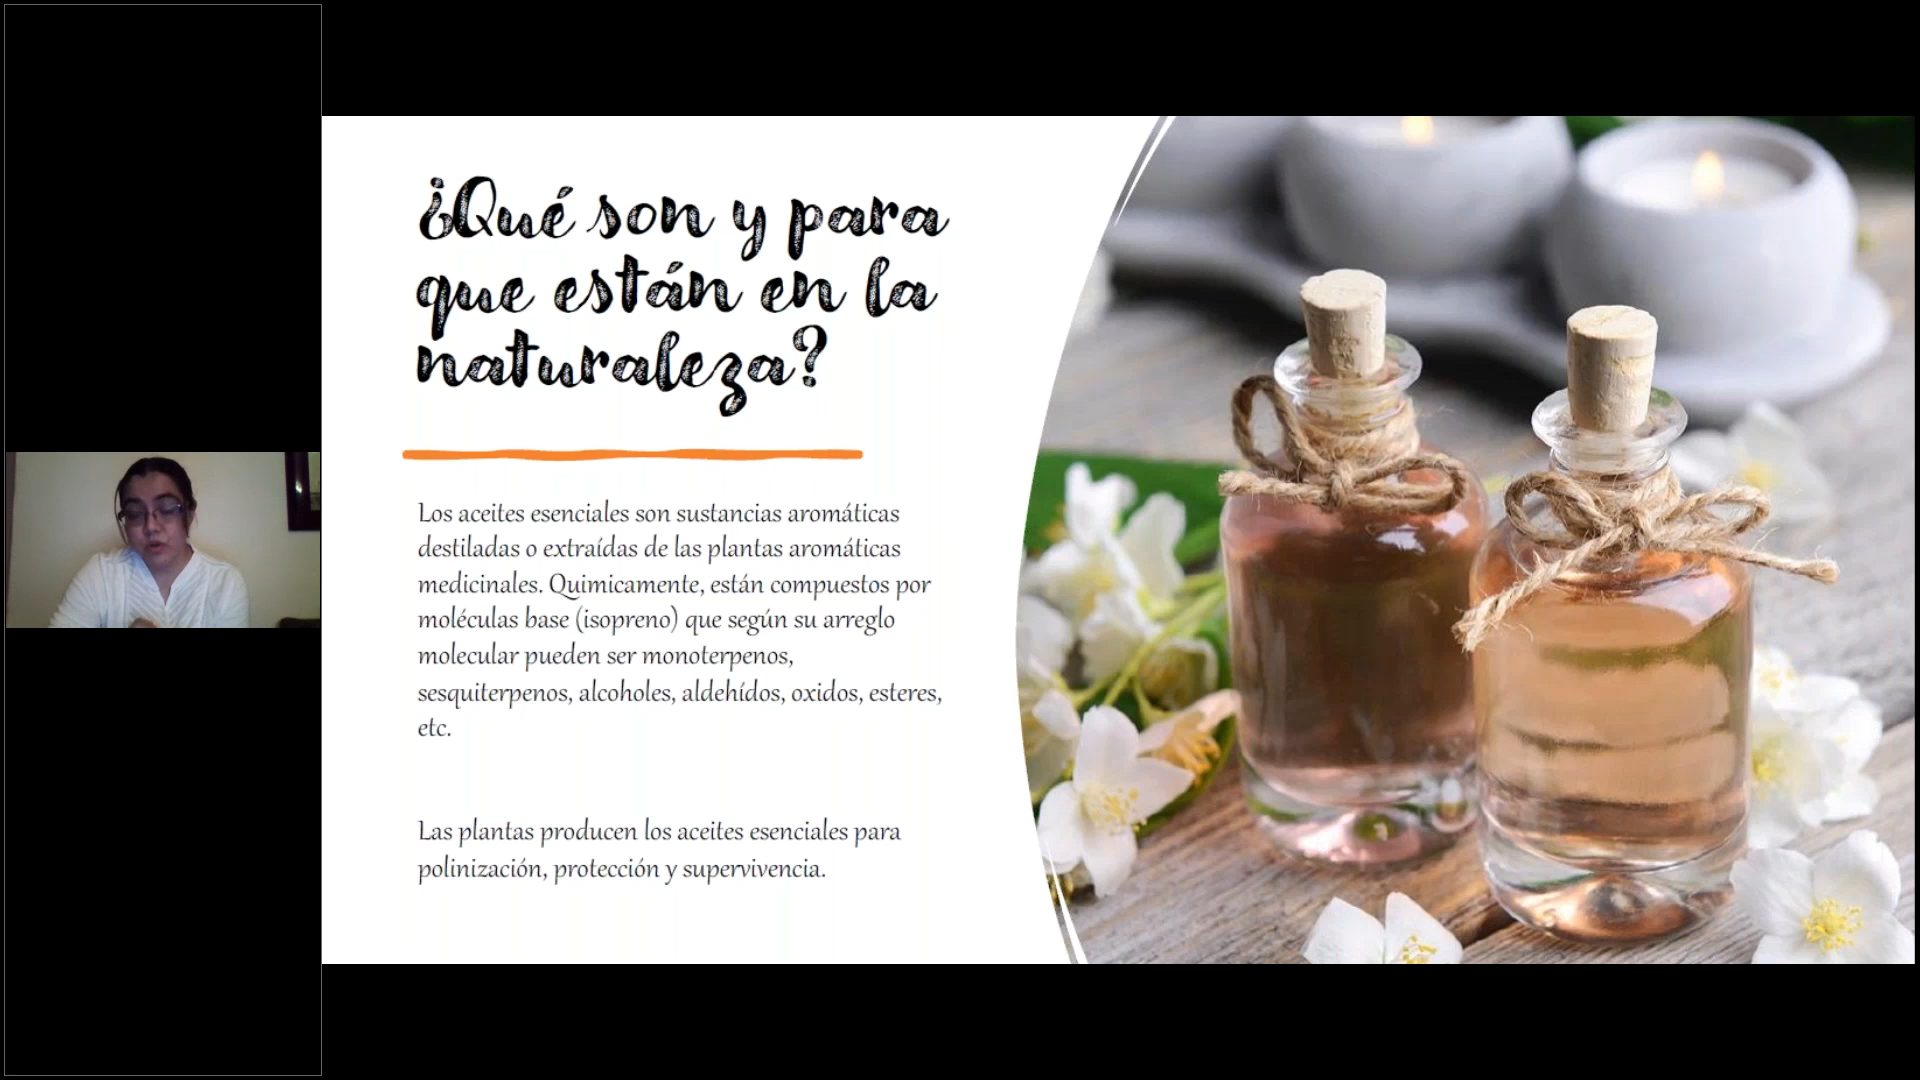 ¿Qué son y para
que están en la
naturaleza?
Los aceites esenciales son sustancias aromáticas
destiladas o extraídas de las plantas aromáticas
medicinales. Quimicamente, están compuestos por
moléculas base (isopreno) que según su arreglo
molecular pueden ser monoterpenos,
sesquiterpenos, alcoholes, aldehídos, oxidos, esteres,
etc.
Las plantas producen los aceites esenciales para
polinización, protección y supervivencia.